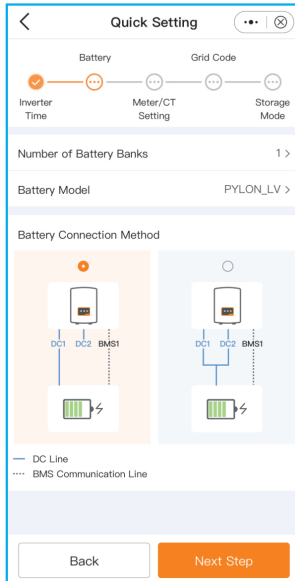 Quick Setting
Battery Grid Code
Inverter Time Meter/CT Setting Storage Mode
Number of Battery Banks 1 >
Battery Model PYLON_LV >
Battery Connection Method
DC1 DC2 BMS1 DC1 DC2 BMS1
DC Line
BMS Communication Line
Back Next Step